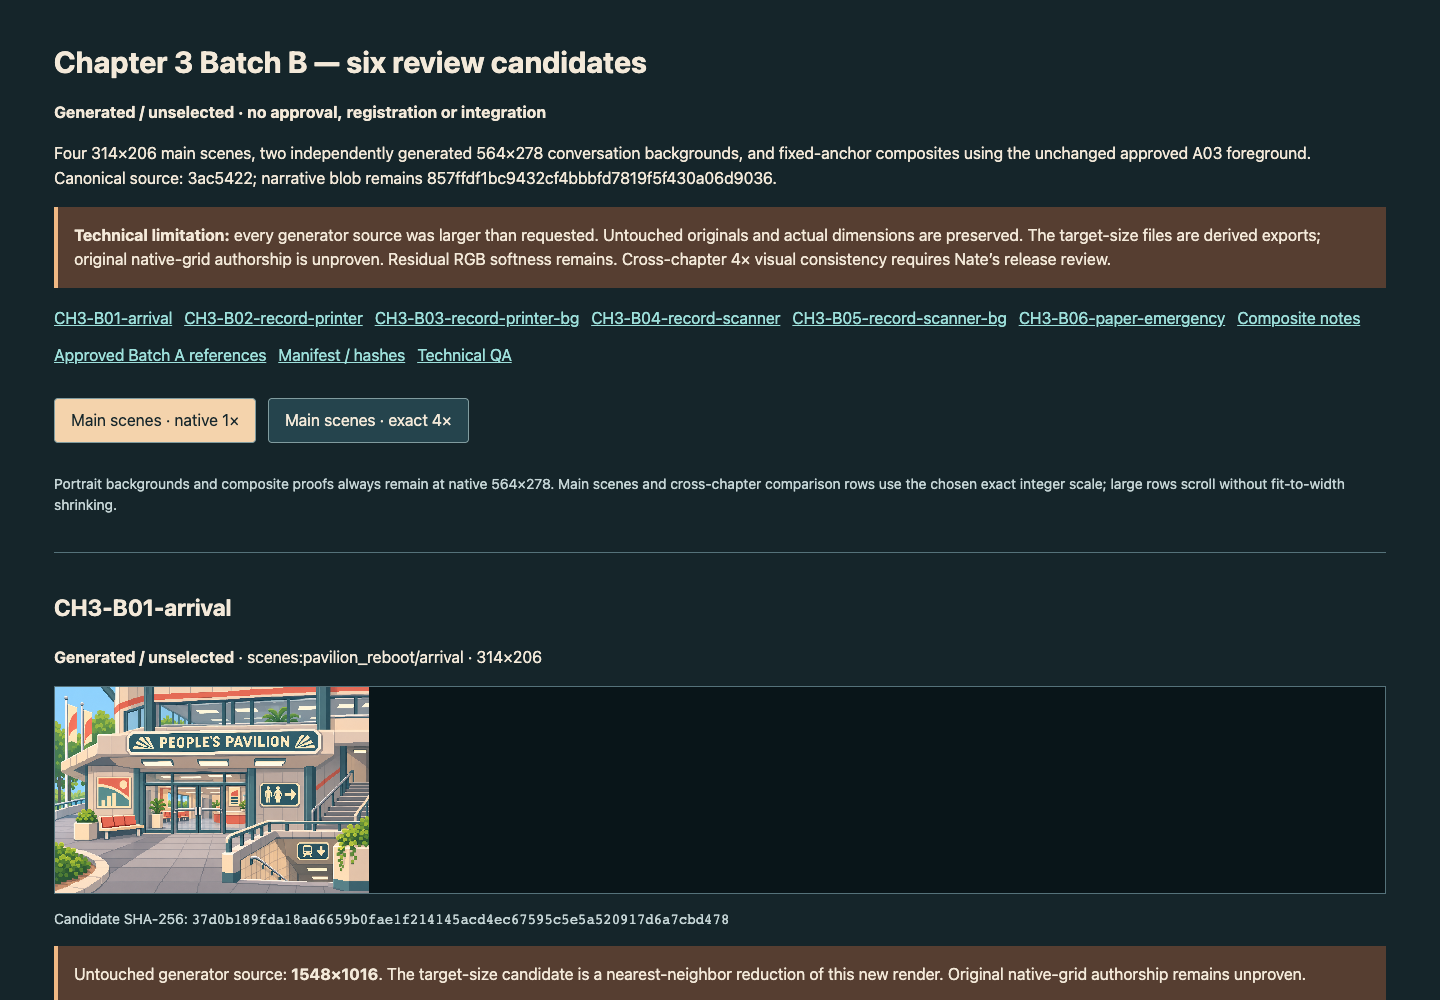 Chapter 3 Batch B — six review candidates
Generated / unselected · no approval, registration or integration
Four 314×206 main scenes, two independently generated 564×278 conversation backgrounds, and fixed-anchor composites using the unchanged approved A03 foreground.
Canonical source: 3ac5422; narrative blob remains 857ffdf1bc9432cf4bbbfd7819f5f430a06d9036.
Technical limitation: every generator source was larger than requested. Untouched originals and actual dimensions are preserved. The target-size files are derived exports;
original native-grid authorship is unproven. Residual RGB softness remains. Cross-chapter 4× visual consistency requires Nate's release review.
CH3-B01-arrival CH3-B02-record-printer CH3-B03-record-printer-bg CH3-B04-record-scanner CH3-B05-record-scanner-bg CH3-B06-paper-emergency Composite notes
Approved Batch A references Manifest / hashes Technical QA
Main scenes · native 1× Main scenes · exact 4×
Portrait backgrounds and composite proofs always remain at native 564×278. Main scenes and cross-chapter comparison rows use the chosen exact integer scale; large rows scroll without fit-to-width
shrinking.
CH3-B01-arrival
Generated / unselected · scenes:pavilion_reboot/arrival · 314×206
PEOPLE'S PAVILION
Candidate SHA-256: 37d0b189fda18ad6659b0fae1f214145acd4ec67595c5e5a520917d6a7cbd478
Untouched generator source: 1548×1016. The target-size candidate is a nearest-neighbor reduction of this new render. Original native-grid authorship remains unproven.